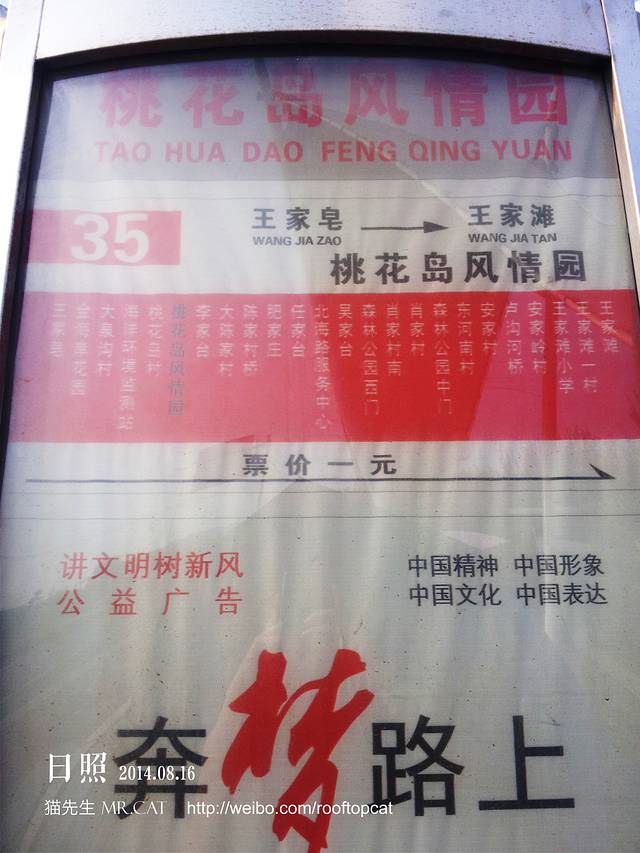 桃花岛风情园
TAO HUA DAO FENG QING YUAN
35
王家皂 王家滩
WANG JIA ZAO WANG JIA TAN
桃花岛风情园
王家皂
金海岸花园
大泉沟村
海洋环境监测站
桃花岛村
桃花岛风情园
李家台
大陈家村
陈家村桥
肥家庄
任家台
北海路服务中心
吴家台
森林公园西门
肖家村南
肖家村
森林公园中门
东河南村
安家村
卢沟河桥
安家岭村
王家滩小学
王家滩一村
王家滩
票价一元
讲文明树新风
公益广告
中国精神 中国形象
中国文化 中国表达
奔梦路上
日照 2014.08.16
猫先生 MR.CAT http://weibo.com/rooftopcat